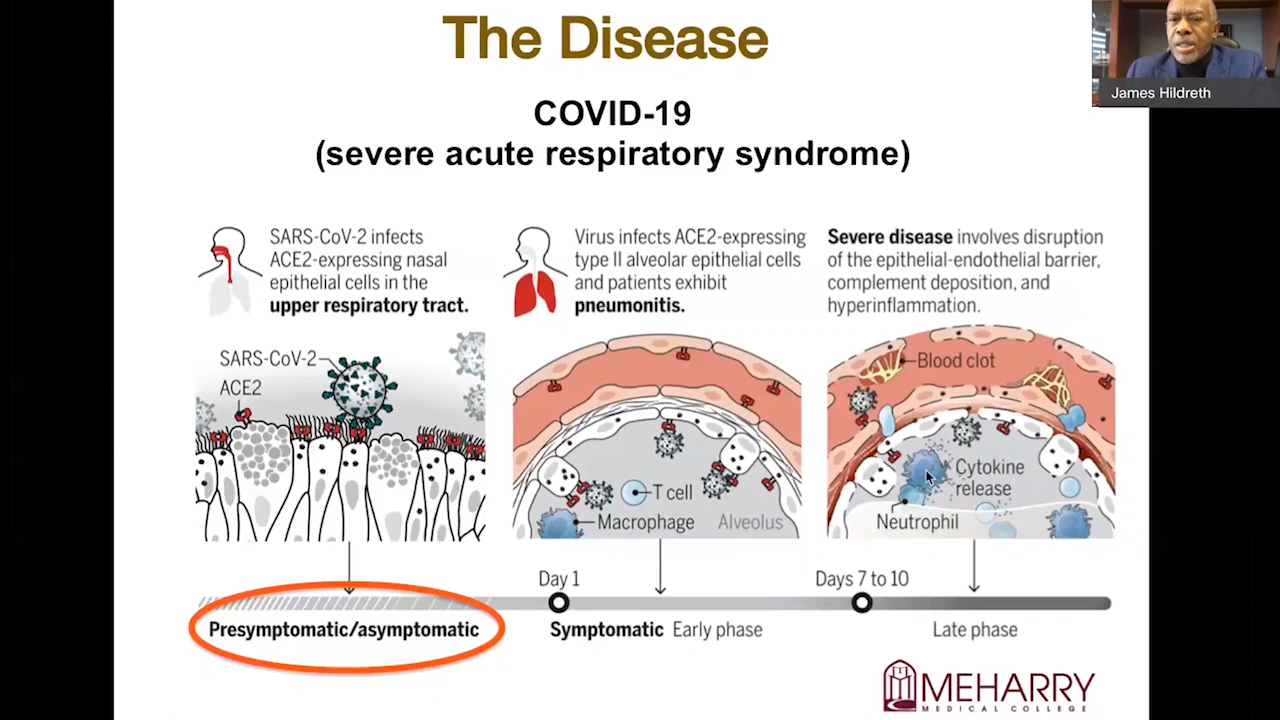 The Disease
James Hildreth
COVID-19
(severe acute respiratory syndrome)
SARS-CoV-2 infects
ACE2-expressing nasal
epithelial cells in the
upper respiratory tract.
Virus infects ACE2-expressing
type II alveolar epithelial cells
and patients exhibit
pneumonitis.
Severe disease involves disruption
of the epithelial-endothelial barrier,
complement deposition, and
hyperinflammation.
SARS-CoV-2
ACE2
T cell
Macrophage
Alveolus
Blood clot
Cytokine
release
Neutrophil
Day 1
Days 7 to 10
Presymptomatic/asymptomatic
Symptomatic Early phase
Late phase
MEHARRY
MEDICAL COLLEGE